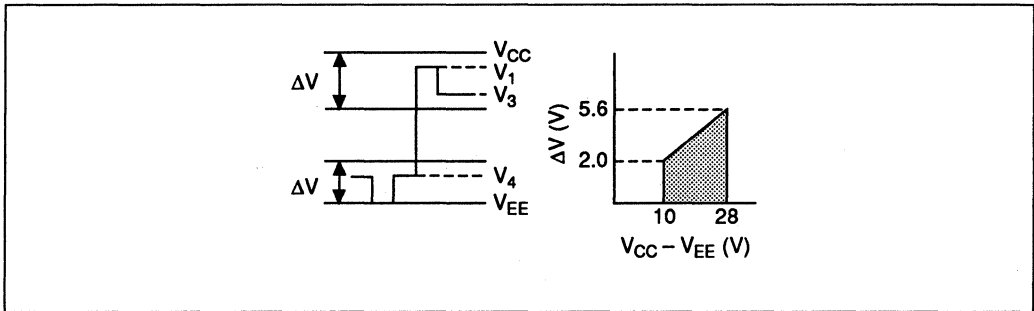 V_CC
V_1
V_3
ΔV
ΔV
V_4
V_EE
ΔV (V)
5.6
2.0
10 28
V_CC – V_EE (V)